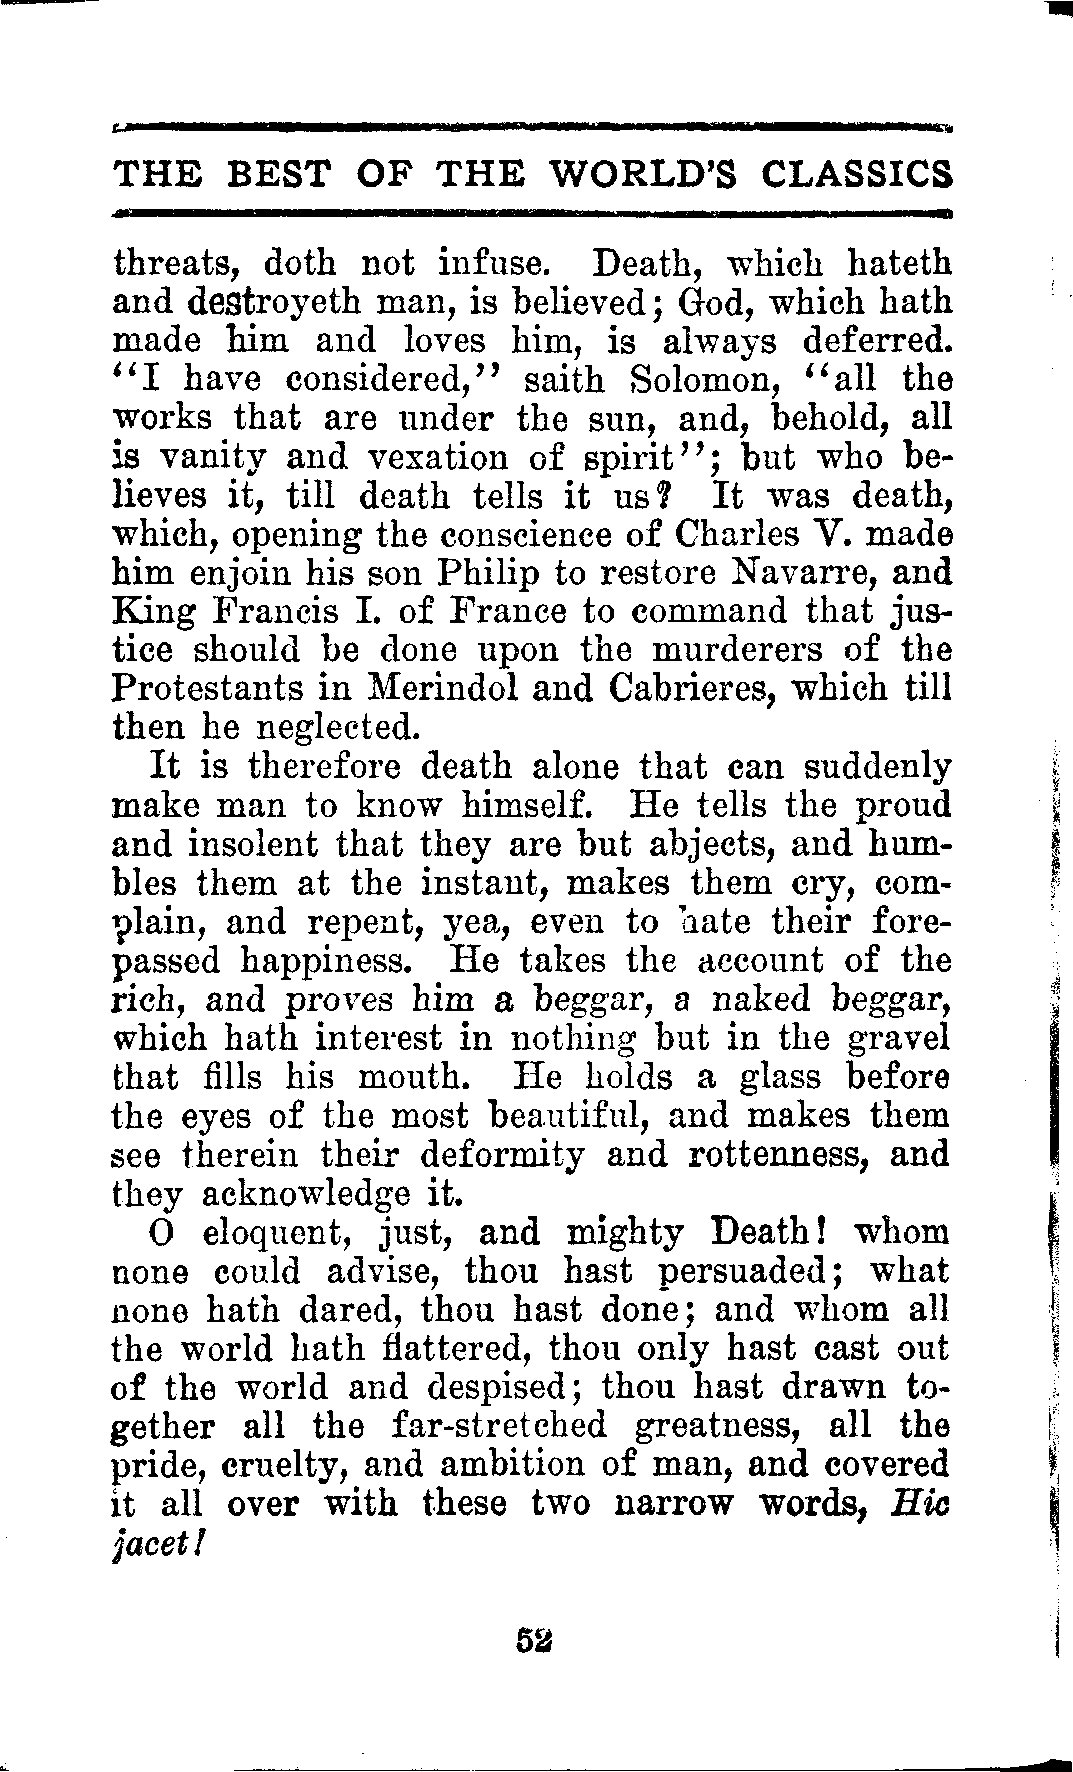 THE BEST OF THE WORLD'S CLASSICS
threats, doth not infuse. Death, which hateth
and destroyeth man, is believed; God, which hath
made him and loves him, is always deferred.
"I have considered," saith Solomon, "all the
works that are under the sun, and, behold, all
is vanity and vexation of spirit"; but who be-
lieves it, till death tells it us? It was death,
which, opening the conscience of Charles V. made
him enjoin his son Philip to restore Navarre, and
King Francis I. of France to command that jus-
tice should be done upon the murderers of the
Protestants in Merindol and Cabrieres, which till
then he neglected.
It is therefore death alone that can suddenly
make man to know himself. He tells the proud
and insolent that they are but abjects, and hum-
bles them at the instant, makes them cry, com-
plain, and repent, yea, even to hate their fore-
passed happiness. He takes the account of the
rich, and proves him a beggar, a naked beggar,
which hath interest in nothing but in the gravel
that fills his mouth. He holds a glass before
the eyes of the most beautiful, and makes them
see therein their deformity and rottenness, and
they acknowledge it.
O eloquent, just, and mighty Death! whom
none could advise, thou hast persuaded; what
none hath dared, thou hast done; and whom all
the world hath flattered, thou only hast cast out
of the world and despised; thou hast drawn to-
gether all the far-stretched greatness, all the
pride, cruelty, and ambition of man, and covered
it all over with these two narrow words, Hic
jacet!
52